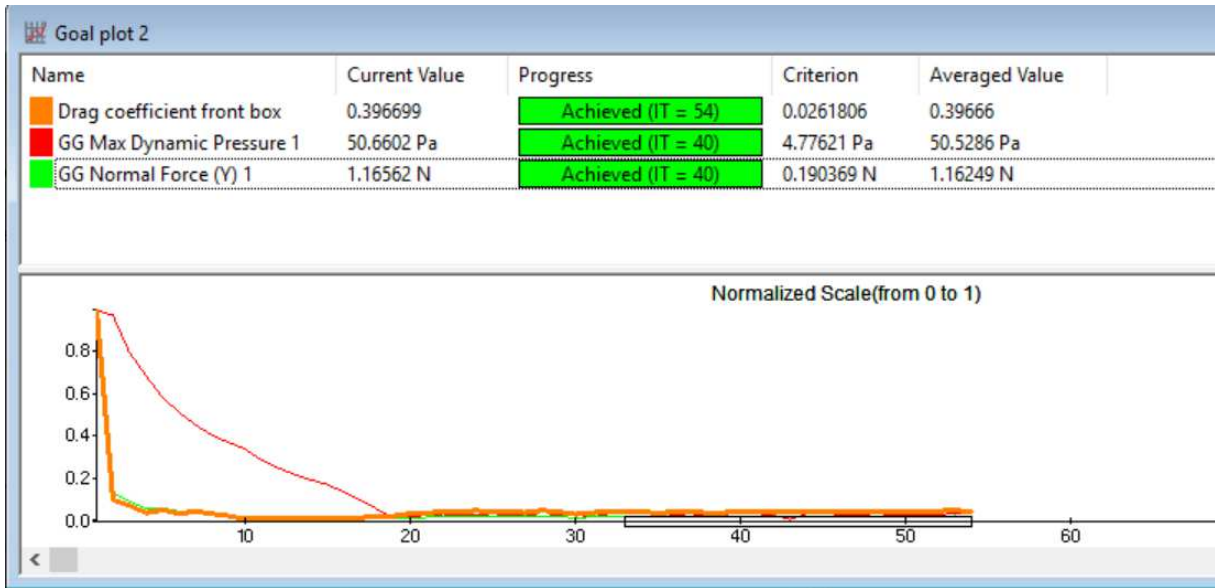 Goal plot 2
Name Current Value Progress Criterion Averaged Value
Drag coefficient front box 0.396699 Achieved (IT = 54) 0.0261806 0.39666
GG Max Dynamic Pressure 1 50.6602 Pa Achieved (IT = 40) 4.77621 Pa 50.5286 Pa
GG Normal Force (Y) 1 1.16562 N Achieved (IT = 40) 0.190369 N 1.16249 N
Normalized Scale(from 0 to 1)
0.8
0.6
0.4
0.2
0.0
10 20 30 40 50 60